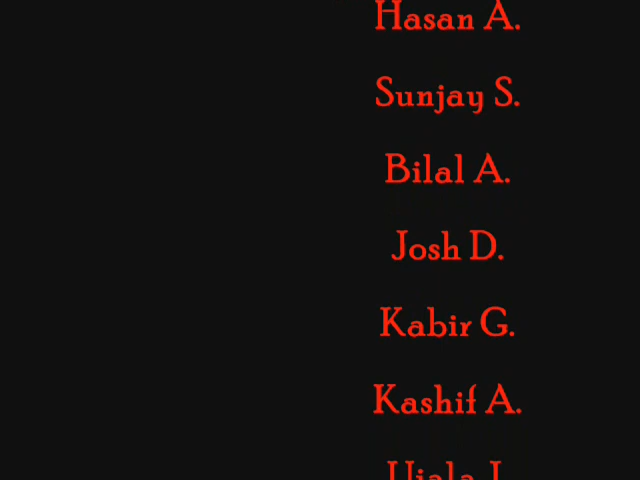 Hasan A.
Sunjay S.
Bilal A.
Josh D.
Kabir G.
Kashif A.